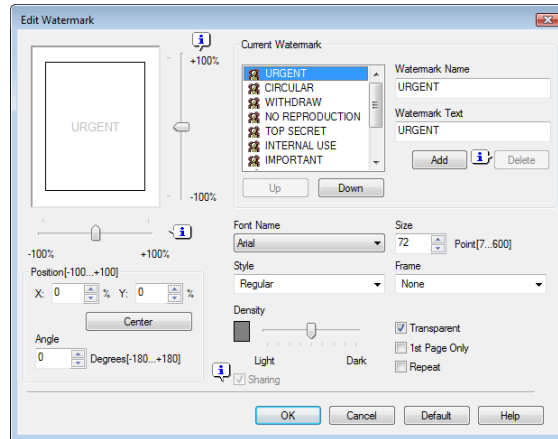 Edit Watermark
+100%
URGENT
-100%
-100% +100%
Position[-100...+100]
X: 0 % Y: 0 %
Center
Angle
0 Degrees[-180...+180]
Current Watermark
URGENT
CIRCULAR
WITHDRAW
NO REPRODUCTION
TOP SECRET
INTERNAL USE
IMPORTANT
Up Down
Watermark Name
URGENT
Watermark Text
URGENT
Add Delete
Font Name
Arial
Size
72 Point[7...600]
Style
Regular
Frame
None
Density
Light Dark
Sharing
Transparent
1st Page Only
Repeat
OK Cancel Default Help